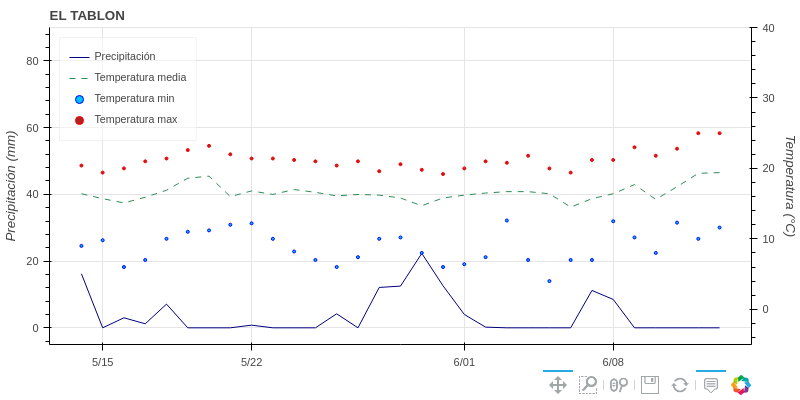 EL TABLON
Precipitación
Temperatura media
Temperatura min
Temperatura max
Precipitación (mm)
80
60
40
20
0
Temperatura (°C)
40
30
20
10
0
5/15
5/22
6/01
6/08